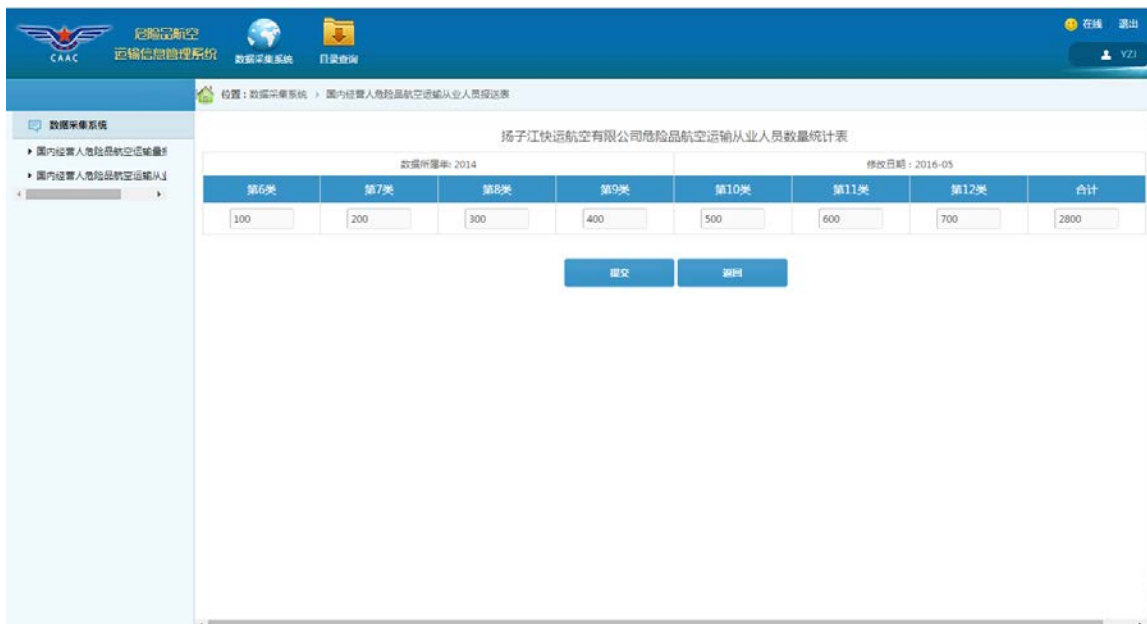 危险品航空
运输信息管理系统
CAAC
数据采集系统
目录查询
在线 退出
YZJ
位置：数据采集系统 › 国内经营人危险品航空运输从业人员报送表
数据采集系统
国内经营人危险品航空运输量
国内经营人危险品航空运输从业
扬子江快运航空有限公司危险品航空运输从业人员数量统计表
数据所属年: 2014 修改日期：2016-05
第6类 第7类 第8类 第9类 第10类 第11类 第12类 合计
100 200 300 400 500 600 700 2800
提交 返回